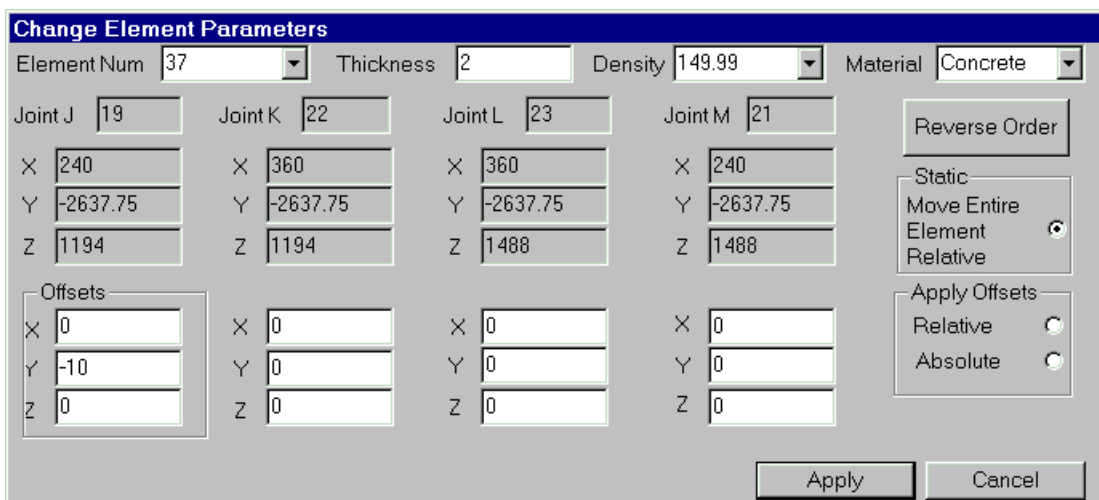 Change Element Parameters
Element Num 37 Thickness 2 Density 149.99 Material Concrete
Joint J 19 Joint K 22 Joint L 23 Joint M 21 Reverse Order
X 240 X 360 X 360 X 240
Y -2637.75 Y -2637.75 Y -2637.75 Y -2637.75
Z 1194 Z 1194 Z 1488 Z 1488
Static
Move Entire
Element
Relative
Offsets Apply Offsets
X 0 X 0 X 0 X 0 Relative
Y -10 Y 0 Y 0 Y 0 Absolute
Z 0 Z 0 Z 0 Z 0
Apply Cancel